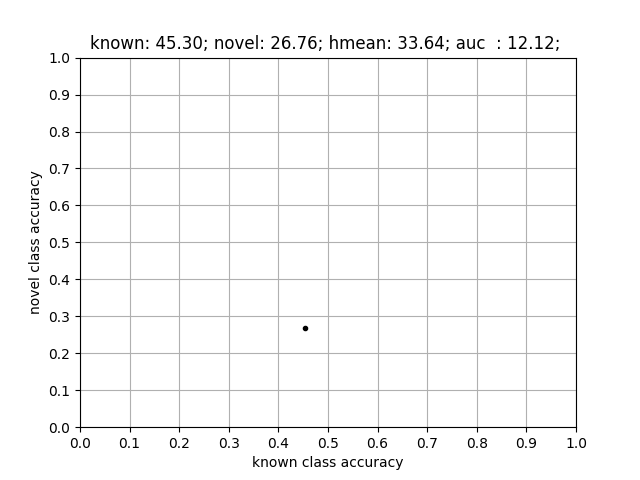 known: 45.30; novel: 26.76; hmean: 33.64; auc  : 12.12;
1.0
0.9
0.8
0.7
0.6
0.5
0.4
0.3
0.2
0.1
0.0
novel class accuracy
0.0 0.1 0.2 0.3 0.4 0.5 0.6 0.7 0.8 0.9 1.0
known class accuracy